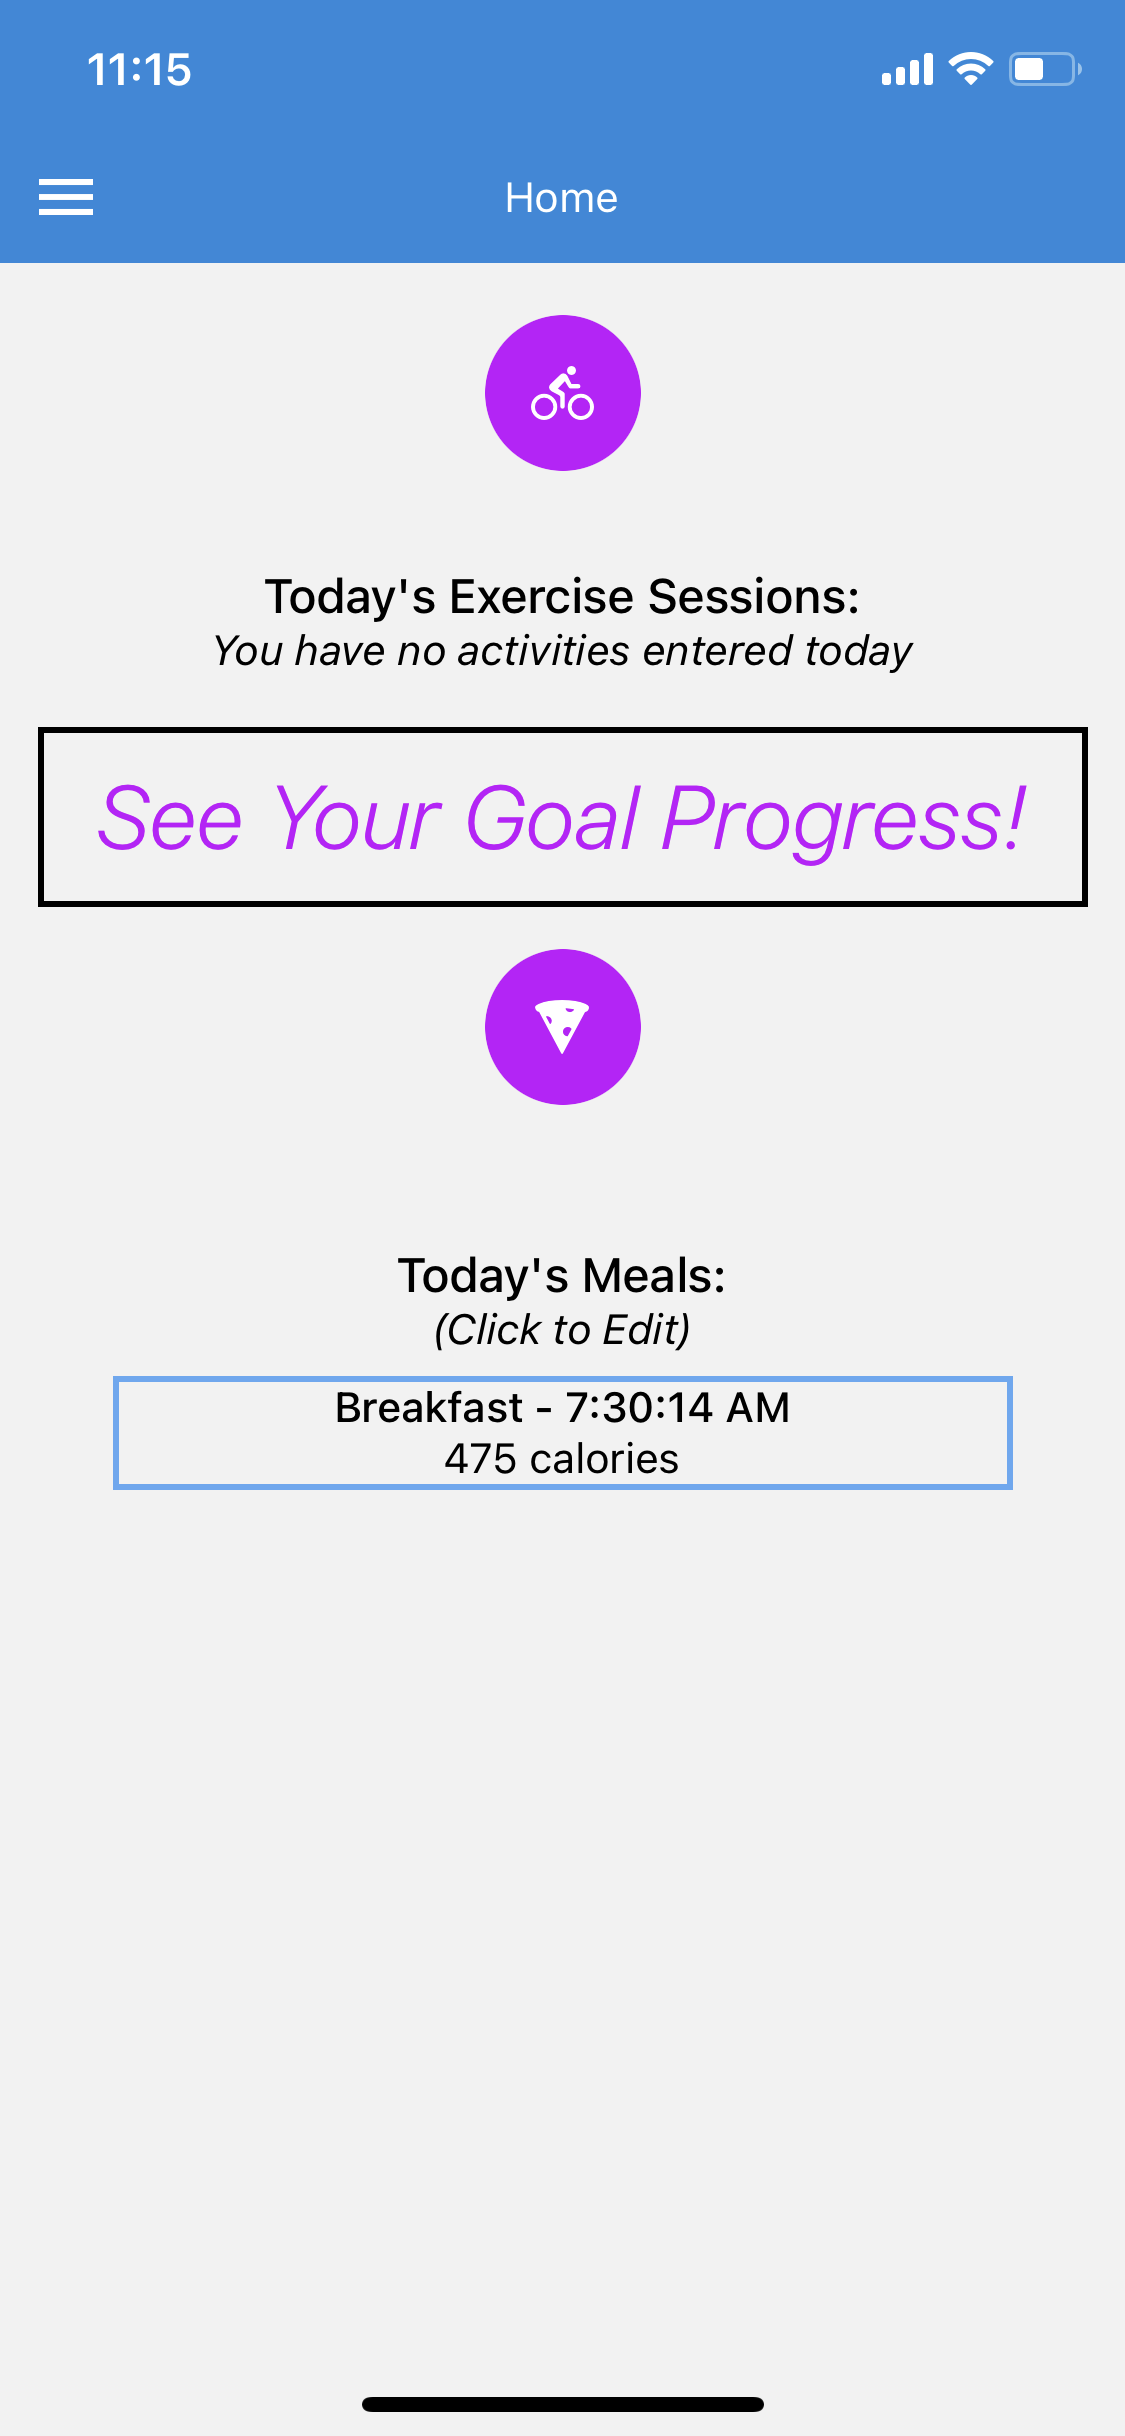 11:15
Home
Today's Exercise Sessions:
You have no activities entered today
See Your Goal Progress!
Today's Meals:
(Click to Edit)
Breakfast - 7:30:14 AM
475 calories